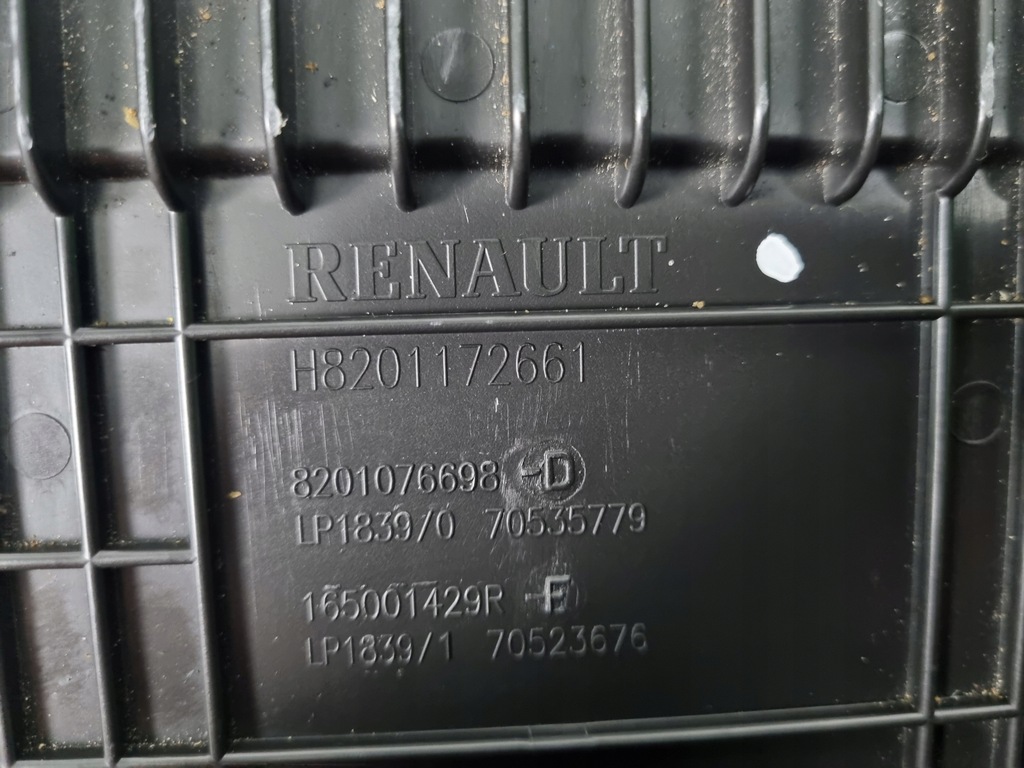 RENAULT
H8201172661
8201076698 -D
LP1839/0 70535779
165001429R -F
LP1839/1 70523676